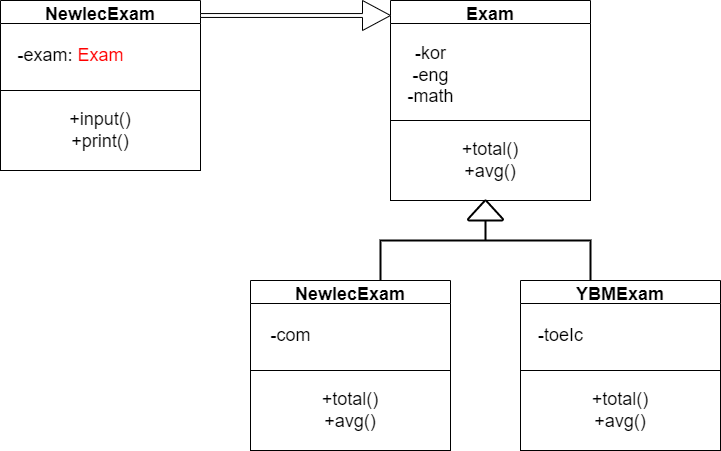 NewlecExam
-exam: Exam
+input()
+print()
Exam
-kor
-eng
-math
+total()
+avg()
NewlecExam
-com
+total()
+avg()
YBMExam
-toeIc
+total()
+avg()